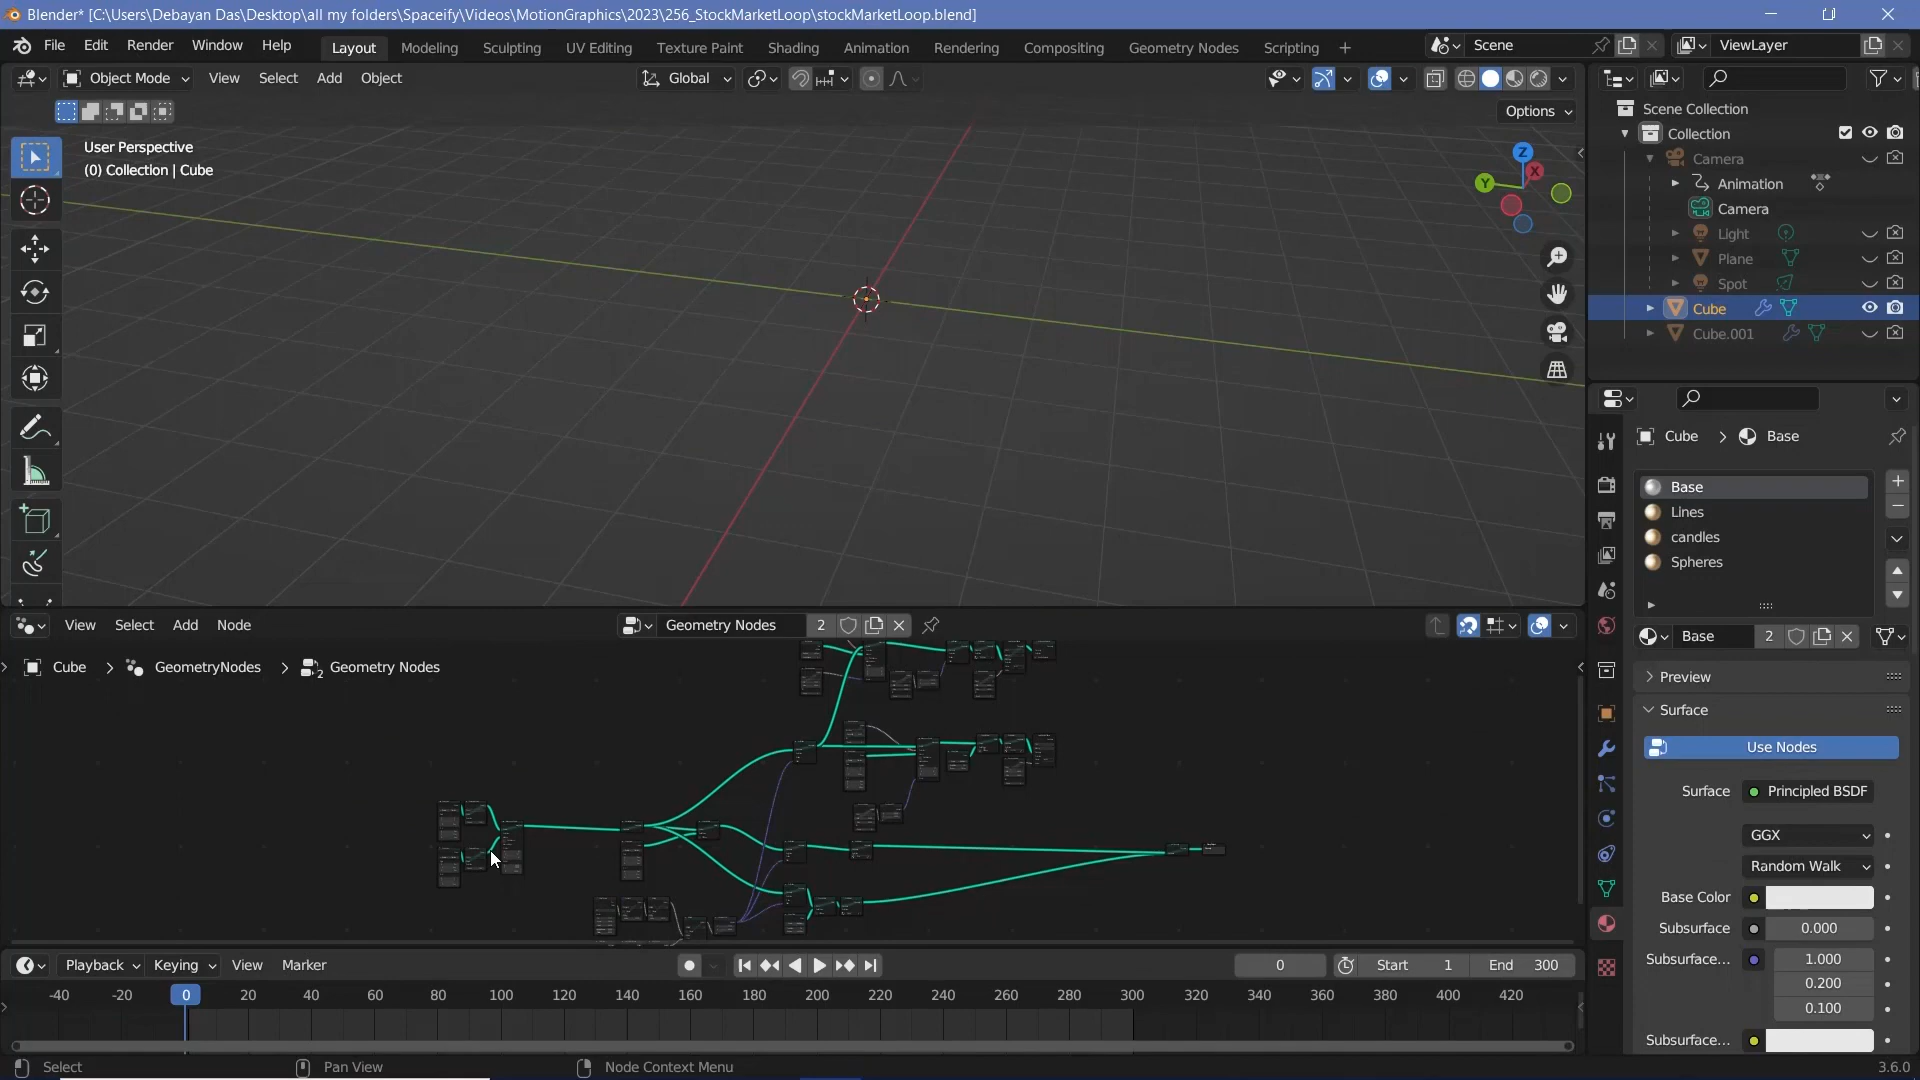 Blender* [C:\Users\Debayan Das\Desktop\all my folders\Spaceify\Videos\MotionGraphics\2023\256_StockMarketLoop\stockMarketLoop.blend]
File Edit Render Window Help
Layout Modeling Sculpting UV Editing Texture Paint Shading Animation Rendering Compositing Geometry Nodes Scripting
Scene
ViewLayer
Object Mode View Select Add Object
Global
Options
User Perspective
(0) Collection | Cube
Z
X
Y
Scene Collection
Collection
Camera
Animation
Camera
Light
Plane
Spot
Cube
Cube.001
Cube Base
Base
Lines
candles
Spheres
Base 2
Preview
Surface
Use Nodes
Surface Principled BSDF
GGX
Random Walk
Base Color
Subsurface 0.000
Subsurface... 1.000
0.200
0.100
Subsurface...
View Select Add Node
Geometry Nodes 2
Cube GeometryNodes 2 Geometry Nodes
Playback Keying View Marker
0 Start 1 End 300
-40 -20 0 20 40 60 80 100 120 140 160 180 200 220 240 260 280 300 320 340 360 380 400 420
Select Pan View Node Context Menu 3.6.0